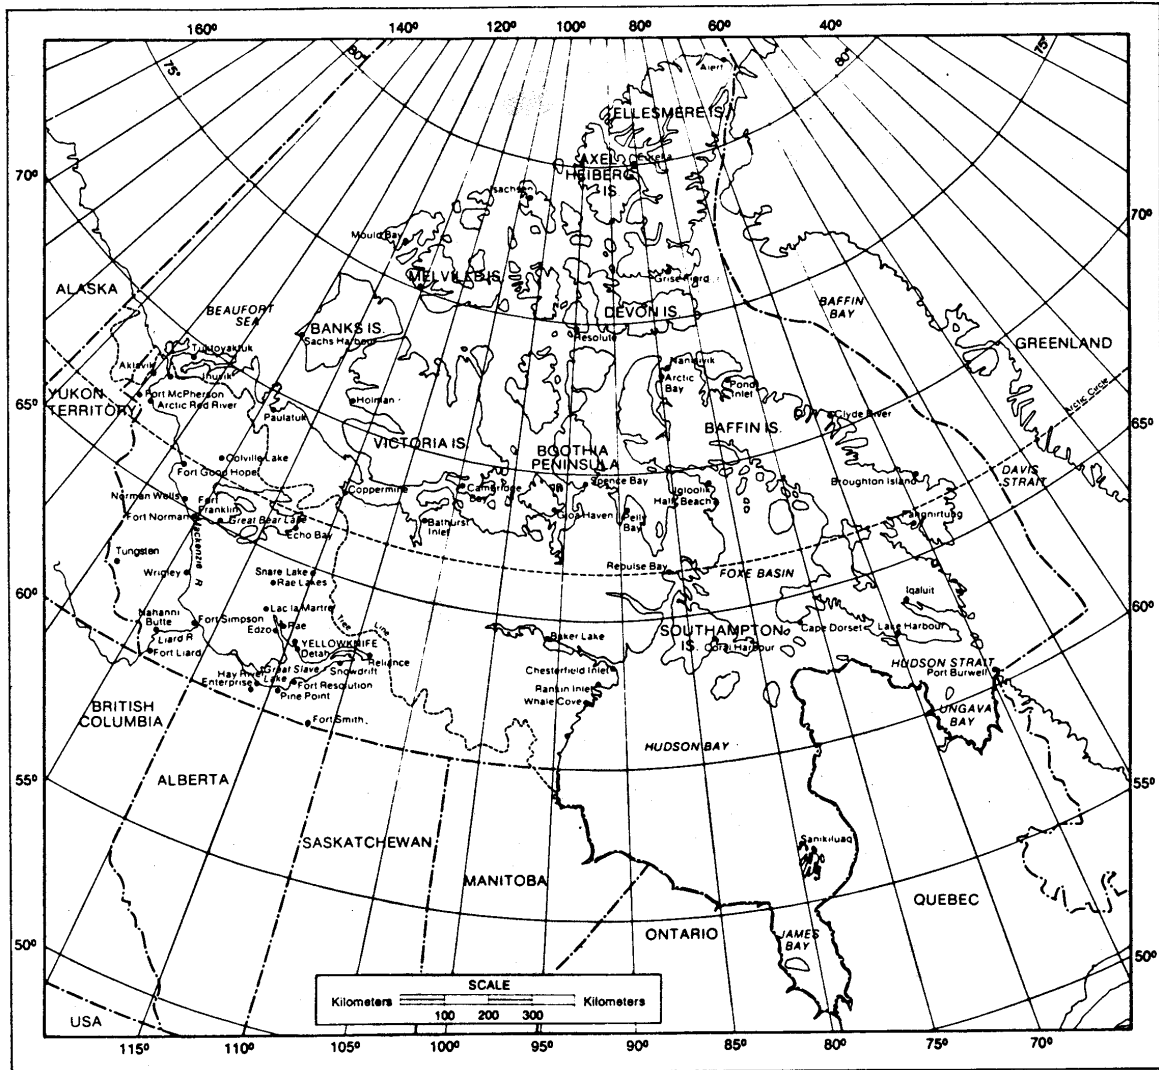 160°
140°
120°
110°
100°
90°
80°
70°
60°
40°
75°
80°
80°
75°
Alert
ELLESMERE IS.
Eureka
AXEL
HEIBERG
IS.
70°
70°
Isachsen
Mould Bay
MELVILLE IS.
Grise Fiord
ALASKA
BEAUFORT
SEA
BANKS IS.
Sachs Harbour
DEVON IS.
Resolute
BAFFIN
BAY
GREENLAND
Tuktoyaktuk
Aklavik
Inuvik
Nanisivik
Arctic
Bay
Pond
Inlet
Arctic Circle
YUKON
TERRITORY
Fort McPherson
Arctic Red River
Holman
Paulatuk
65°
65°
Clyde River
VICTORIA IS.
BAFFIN IS.
BOOTHIA
PENINSULA
Colville Lake
Fort Good Hope
DAVIS
STRAIT
Broughton Island
Spence Bay
Igloolik
Hall Beach
Coppermine
Cambridge
Bay
Norman Wells
Fort
Franklin
Fort Norman
Great Bear Lake
Echo Bay
Bathurst
Inlet
Gjoa Haven
Pelly
Bay
Pangnirtung
Mackenzie R
Tungsten
Wrigley
Snare Lake
Rae Lakes
Repulse Bay
FOXE BASIN
Iqaluit
60°
60°
Nahanni
Butte
Fort Simpson
Lac la Martre
Rae
Edzo
Tree Line
Liard R
Fort Liard
YELLOWKNIFE
Detah
Reliance
Snowdrift
Baker Lake
SOUTHAMPTON
IS.
Coral Harbour
Cape Dorset
Lake Harbour
Great Slave
Lake
Hay River
Enterprise
Fort Resolution
Pine Point
Chesterfield Inlet
Rankin Inlet
Whale Cove
HUDSON STRAIT
Port Burwell
UNGAVA
BAY
BRITISH
COLUMBIA
Fort Smith
HUDSON BAY
55°
55°
ALBERTA
SASKATCHEWAN
MANITOBA
Sanikiluaq
QUEBEC
ONTARIO
JAMES
BAY
50°
50°
SCALE
Kilometers
Kilometers
100 200 300
USA
115°
110°
105°
100°
95°
90°
85°
80°
75°
70°